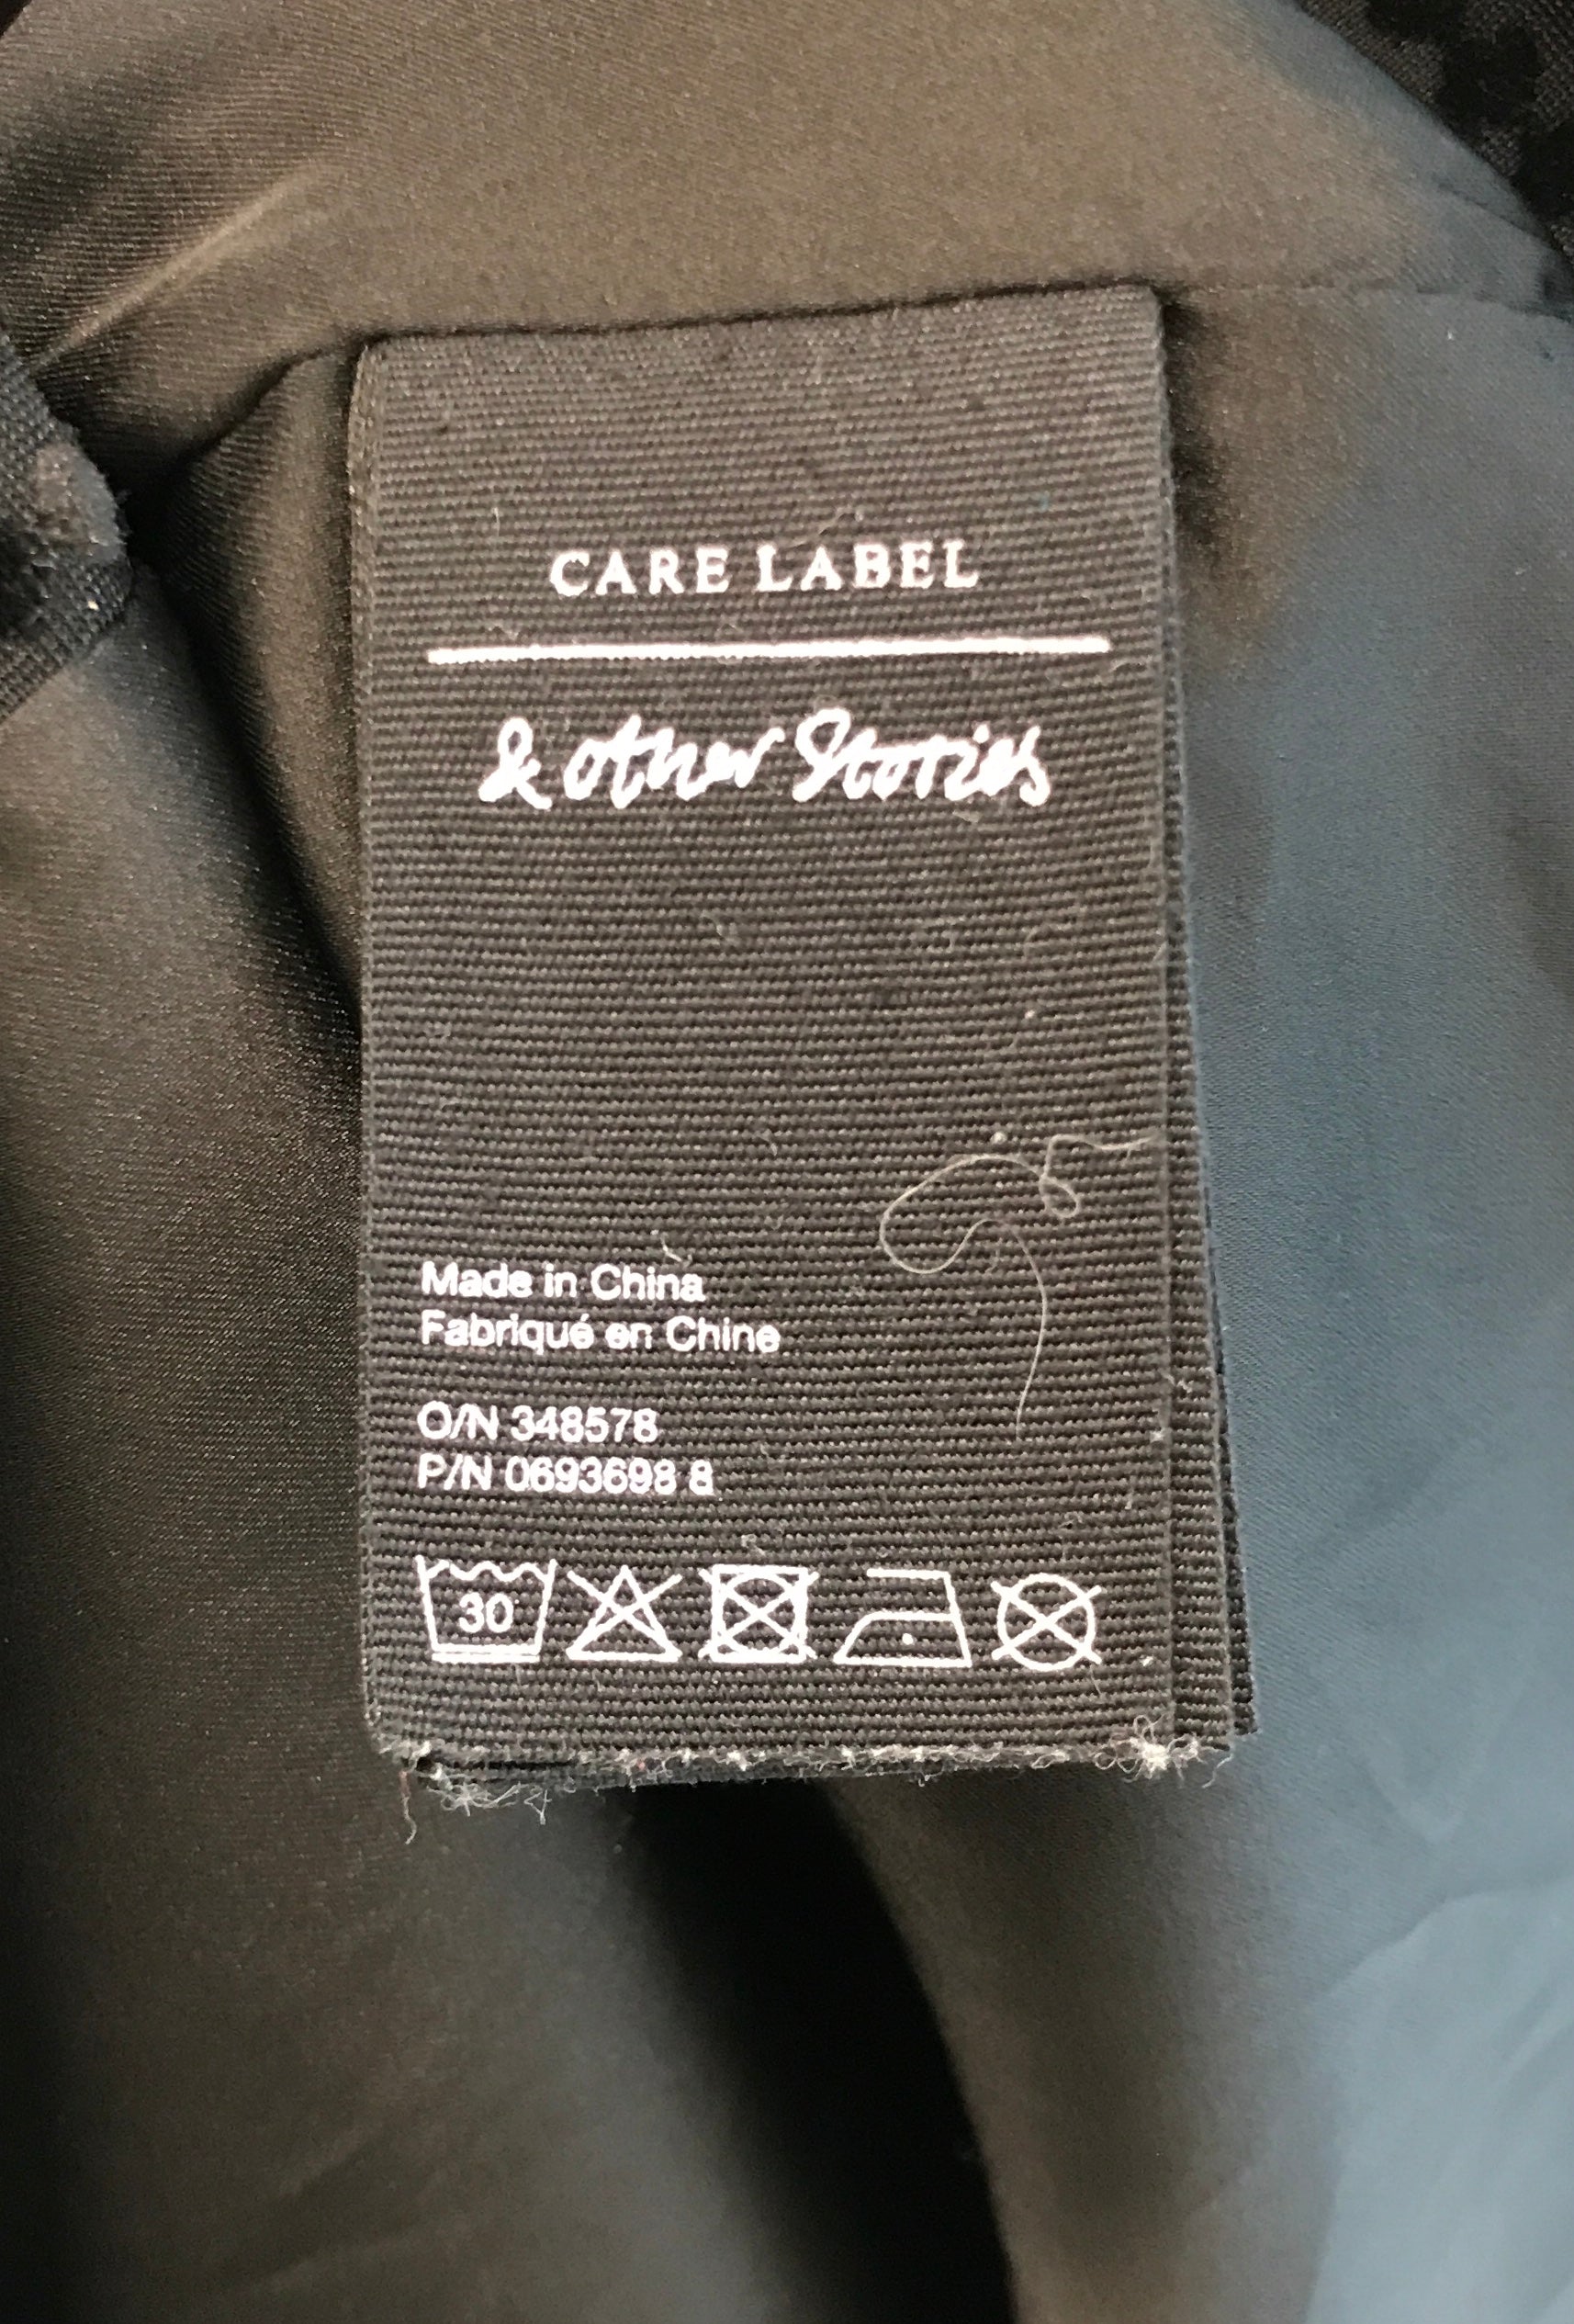 CARE LABEL
& other Stories
Made in China
Fabriqué en Chine
O/N 348578
P/N 0693698 8
30